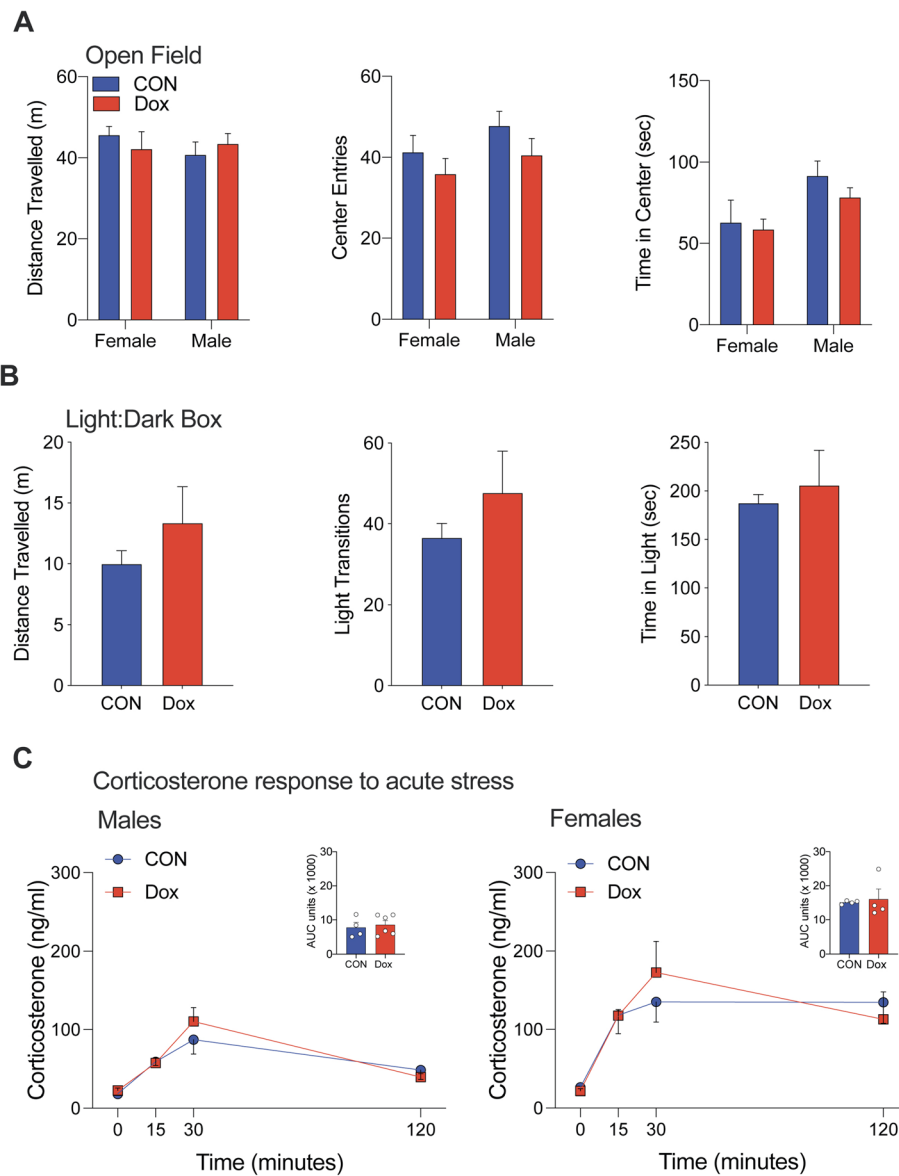 A
Open Field
CON
Dox
Distance Travelled (m)
60
40
20
0
Female Male
Center Entries
60
40
20
0
Female Male
Time in Center (sec)
150
100
50
0
Female Male
B
Light:Dark Box
Distance Travelled (m)
20
15
10
5
0
CON Dox
Light Transitions
60
40
20
0
CON Dox
Time in Light (sec)
250
200
150
100
50
0
CON Dox
C
Corticosterone response to acute stress
Males
CON
Dox
Corticosterone (ng/ml)
300
200
100
0
0 15 30 120
Time (minutes)
AUC units (x 1000)
30
20
10
0
CON Dox
Females
CON
Dox
Corticosterone (ng/ml)
300
200
100
0
0 15 30 120
Time (minutes)
AUC units (x 1000)
30
20
10
0
CON Dox